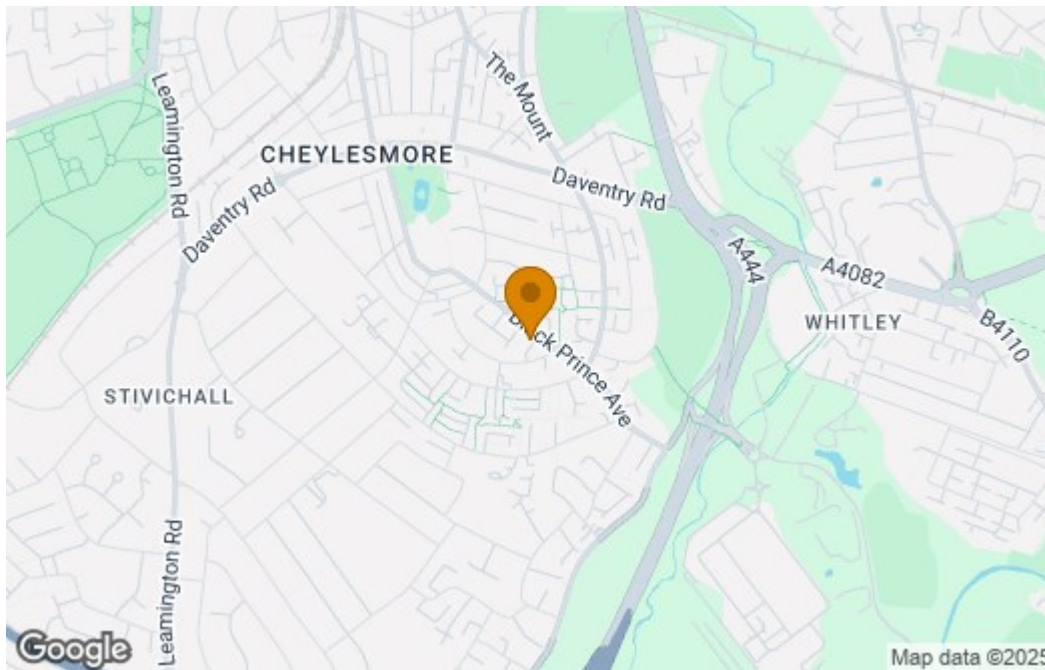 Leamington Rd
The Mount
CHEYLESMORE
Daventry Rd
Daventry Rd
A444
A4082
WHITLEY
B4110
Black Prince Ave
STIVICHALL
Leamington Rd
Google
Map data ©2025